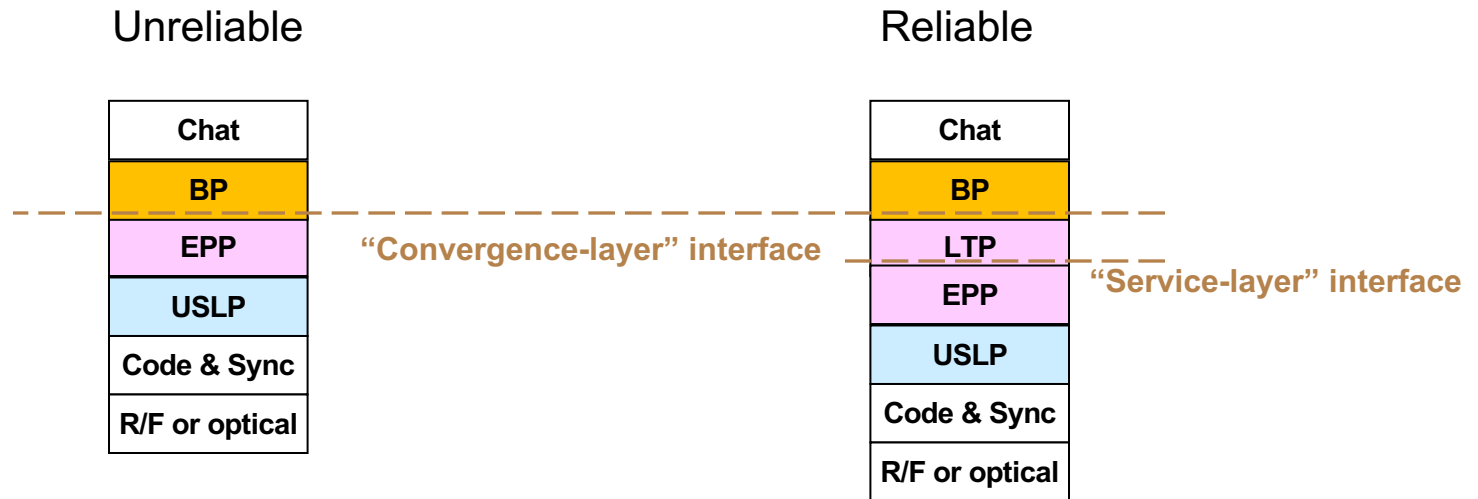 Unreliable
Reliable
Chat
BP
EPP
USLP
Code & Sync
R/F or optical
“Convergence-layer” interface
Chat
BP
LTP
EPP
USLP
Code & Sync
R/F or optical
“Service-layer” interface